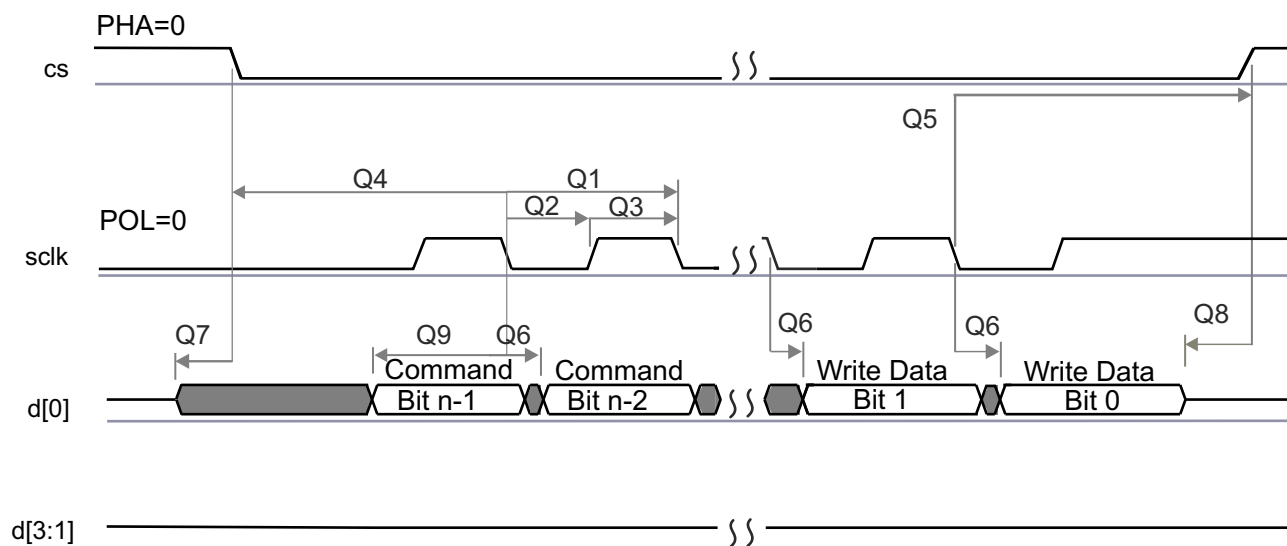 PHA=0
cs
Q5
Q4 Q1
Q2 Q3
POL=0
sclk
Q7 Q9 Q6 Q6 Q6 Q8
Command Command Write Data Write Data
d[0] Bit n-1 Bit n-2 Bit 1 Bit 0
d[3:1]